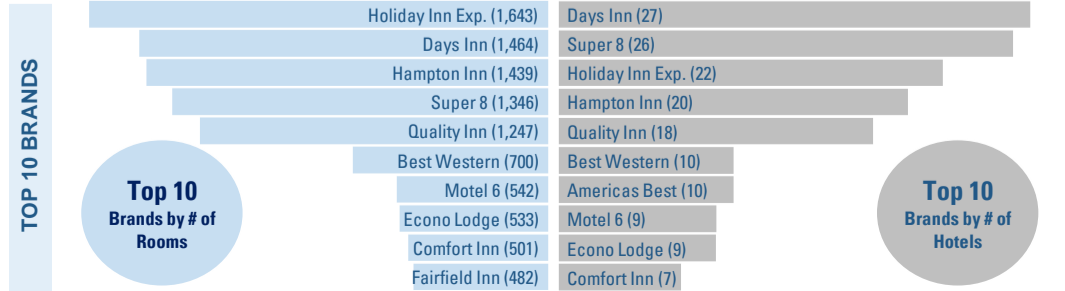 TOP 10 BRANDS
Holiday Inn Exp. (1,643)
Days Inn (1,464)
Hampton Inn (1,439)
Super 8 (1,346)
Quality Inn (1,247)
Best Western (700)
Motel 6 (542)
Econo Lodge (533)
Comfort Inn (501)
Fairfield Inn (482)
Top 10
Brands by # of
Rooms
Days Inn (27)
Super 8 (26)
Holiday Inn Exp. (22)
Hampton Inn (20)
Quality Inn (18)
Best Western (10)
Americas Best (10)
Motel 6 (9)
Econo Lodge (9)
Comfort Inn (7)
Top 10
Brands by # of
Hotels